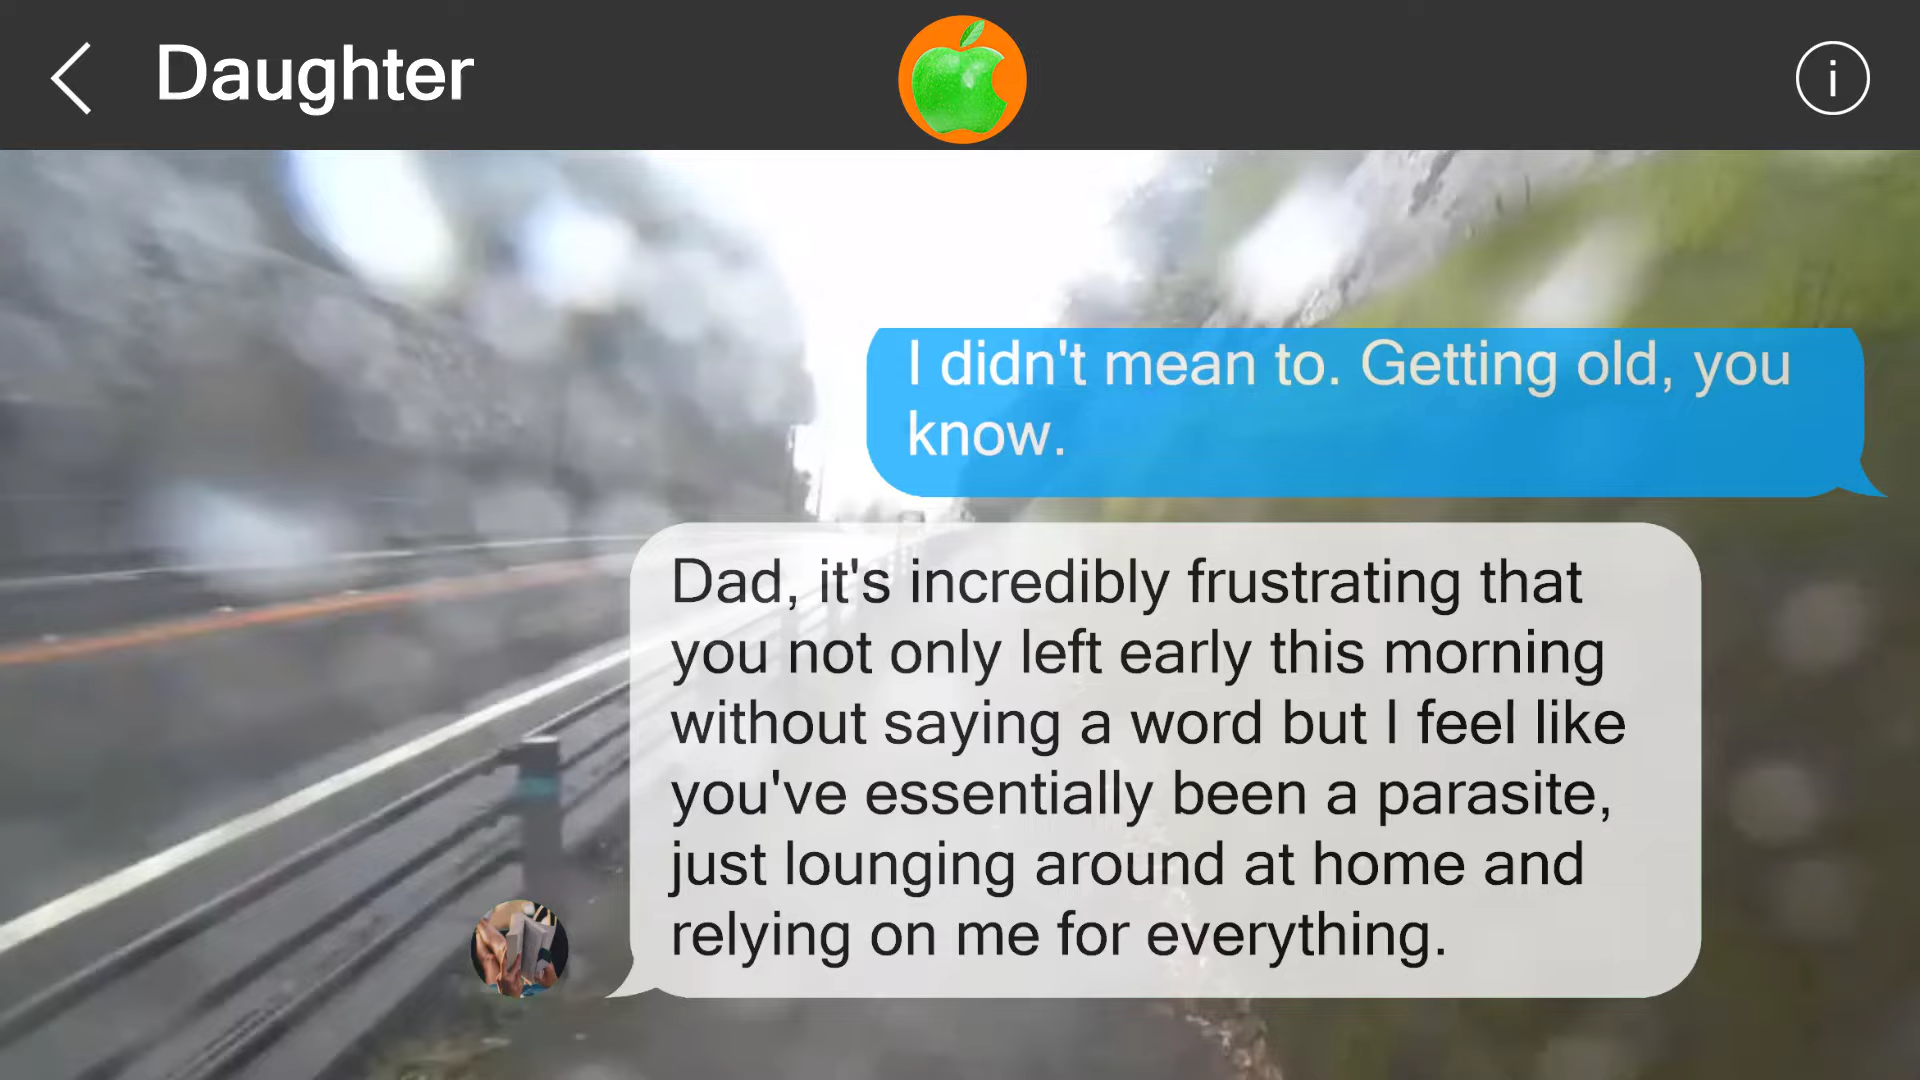 Daughter
i
I didn't mean to. Getting old, you
know.
Dad, it's incredibly frustrating that
you not only left early this morning
without saying a word but I feel like
you've essentially been a parasite,
just lounging around at home and
relying on me for everything.